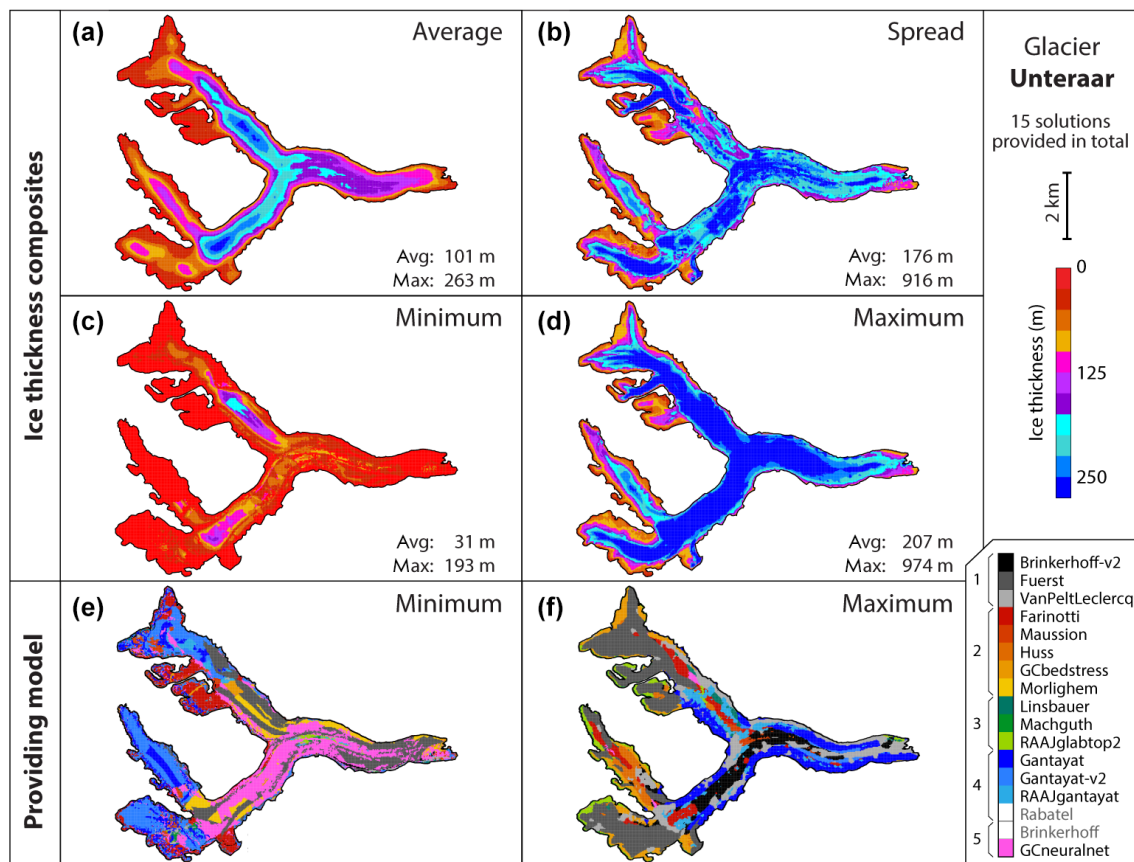 Ice thickness composites
(a)
Average
Avg: 101 m
Max: 263 m
(b)
Spread
Avg: 176 m
Max: 916 m
(c)
Minimum
Avg: 31 m
Max: 193 m
(d)
Maximum
Avg: 207 m
Max: 974 m
Providing model
(e)
Minimum
(f)
Maximum
Glacier
Unteraar
15 solutions
provided in total
2 km
Ice thickness (m)
0
125
250
1
Brinkerhoff-v2
Fuerst
VanPeltLeclercq
2
Farinotti
Maussion
Huss
GCbedstress
Morlighem
3
Linsbauer
Machguth
RAAJglabtop2
4
Gantayat
Gantayat-v2
RAAJgantayat
Rabatel
5
Brinkerhoff
GCneuralnet